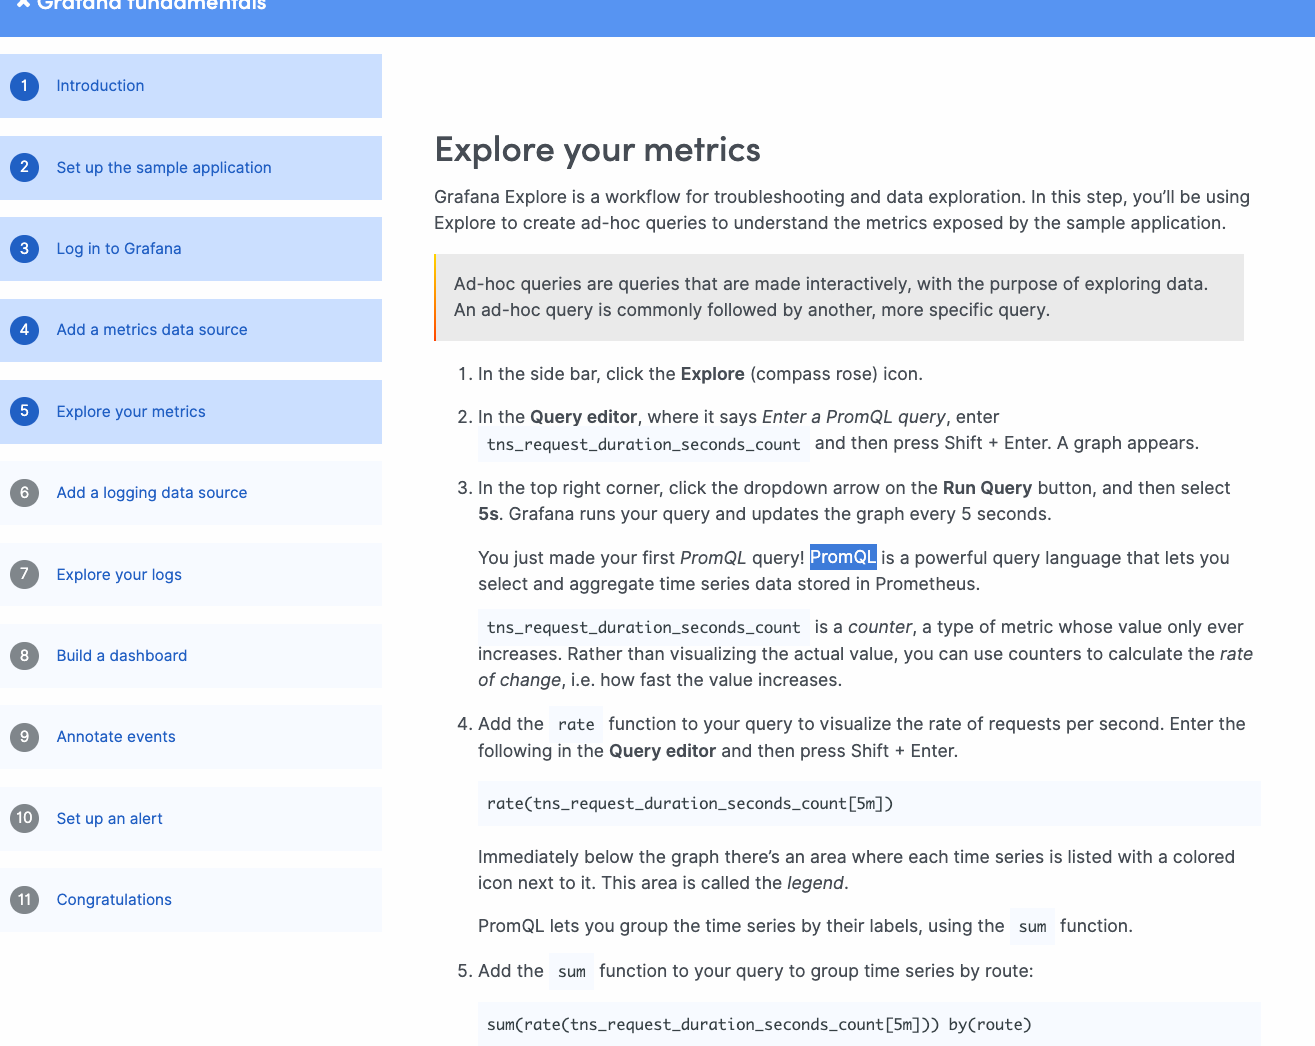 Grafana fundamentals
1 Introduction
2 Set up the sample application
3 Log in to Grafana
4 Add a metrics data source
5 Explore your metrics
6 Add a logging data source
7 Explore your logs
8 Build a dashboard
9 Annotate events
10 Set up an alert
11 Congratulations
Explore your metrics
Grafana Explore is a workflow for troubleshooting and data exploration. In this step, you’ll be using
Explore to create ad-hoc queries to understand the metrics exposed by the sample application.
Ad-hoc queries are queries that are made interactively, with the purpose of exploring data.
An ad-hoc query is commonly followed by another, more specific query.
1. In the side bar, click the Explore (compass rose) icon.
2. In the Query editor, where it says Enter a PromQL query, enter
tns_request_duration_seconds_count and then press Shift + Enter. A graph appears.
3. In the top right corner, click the dropdown arrow on the Run Query button, and then select
5s. Grafana runs your query and updates the graph every 5 seconds.
You just made your first PromQL query! PromQL is a powerful query language that lets you
select and aggregate time series data stored in Prometheus.
tns_request_duration_seconds_count is a counter, a type of metric whose value only ever
increases. Rather than visualizing the actual value, you can use counters to calculate the rate
of change, i.e. how fast the value increases.
4. Add the rate function to your query to visualize the rate of requests per second. Enter the
following in the Query editor and then press Shift + Enter.
rate(tns_request_duration_seconds_count[5m])
Immediately below the graph there’s an area where each time series is listed with a colored
icon next to it. This area is called the legend.
PromQL lets you group the time series by their labels, using the sum function.
5. Add the sum function to your query to group time series by route:
sum(rate(tns_request_duration_seconds_count[5m])) by(route)